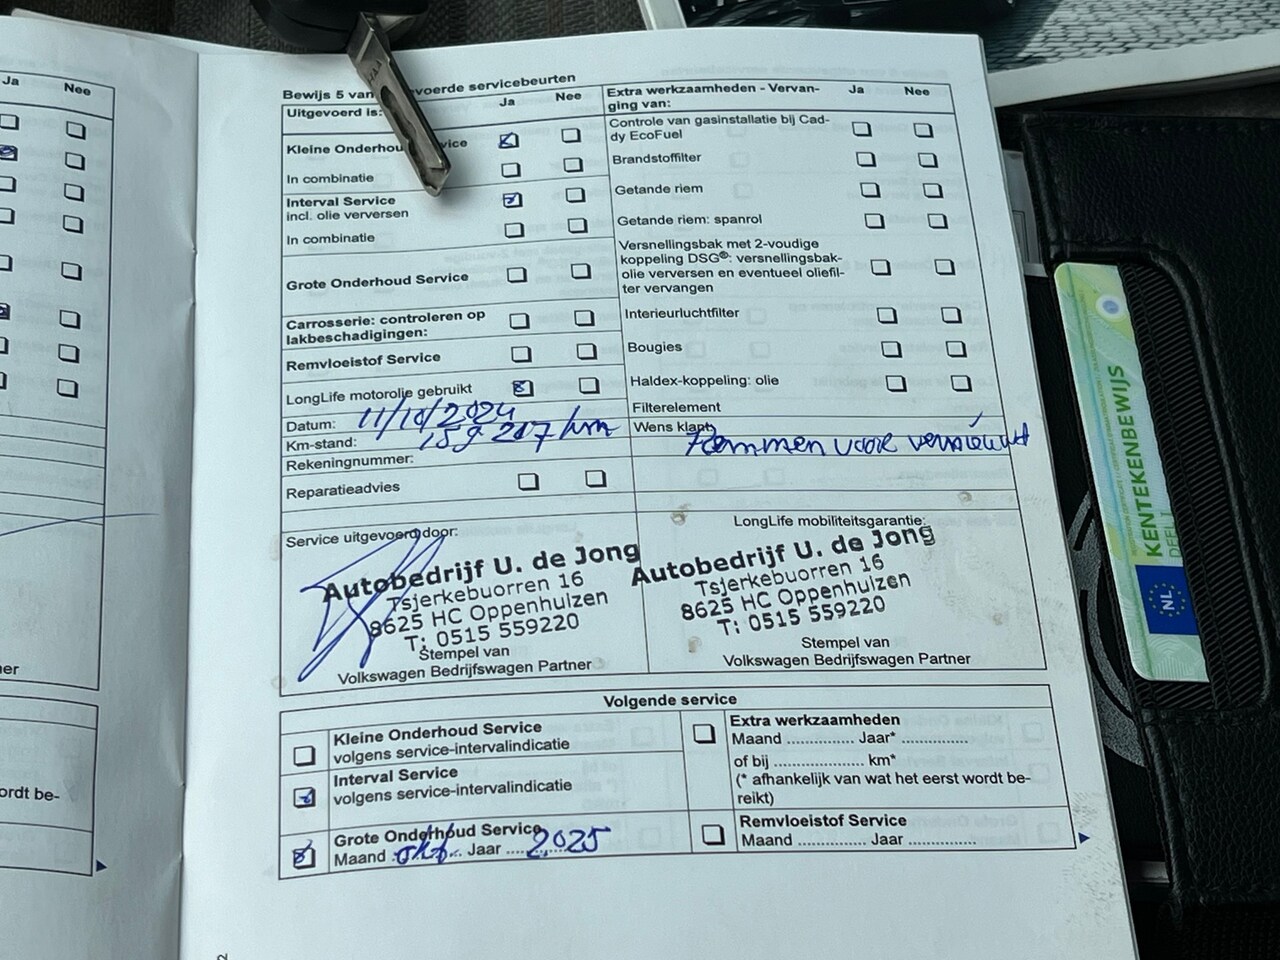 Ja
Nee
Bewijs 5 van voerde servicebeurten
Uitgevoerd is:
Ja
Nee
Kleine Onderhou vice
In combinatie
Interval Service
incl. olie verversen
In combinatie
Grote Onderhoud Service
Carrosserie: controleren op
lakbeschadigingen:
Remvloeistof Service
LongLife motorolie gebruikt
Datum: 11/10/2024
Km-stand: 159 207 km
Rekeningnummer:
Reparatieadvies
Extra werkzaamheden - Vervan-
ging van:
Ja
Nee
Controle van gasinstallatie bij Cad-
dy EcoFuel
Brandstoffilter
Getande riem
Getande riem: spanrol
Versnellingsbak met 2-voudige
koppeling DSG®: versnellingsbak-
olie verversen en eventueel oliefil-
ter vervangen
Interieurluchtfilter
Bougies
Haldex-koppeling: olie
Filterelement
Wens klant:
Remmen voor vernieuwd
Service uitgevoerd door:
Autobedrijf U. de Jong
Tsjerkebuorren 16
8625 HC Oppenhuizen
T: 0515 559220
Stempel van
Volkswagen Bedrijfswagen Partner
LongLife mobiliteitsgarantie:
Autobedrijf U. de Jong
Tsjerkebuorren 16
8625 HC Oppenhuizen
T: 0515 559220
Stempel van
Volkswagen Bedrijfswagen Partner
Volgende service
Kleine Onderhoud Service
volgens service-intervalindicatie
Interval Service
volgens service-intervalindicatie
Grote Onderhoud Service
Maand okt. Jaar 2025
Extra werkzaamheden
Maand ............... Jaar* ...............
of bij .................... km*
(* afhankelijk van wat het eerst wordt be-
reikt)
Remvloeistof Service
Maand ............... Jaar ...............
ordt be-
KENTEKENBEWIJS
DEEL I
NL